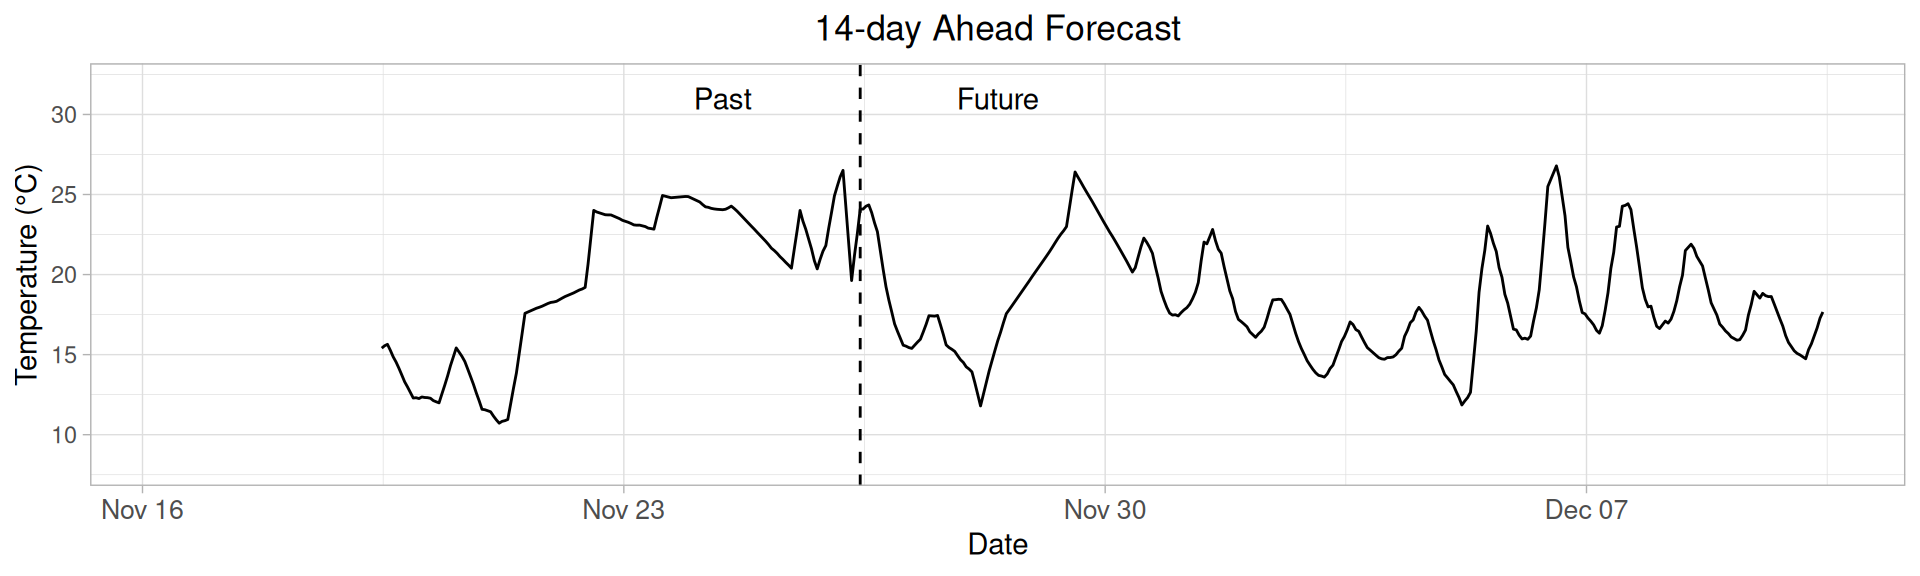 14-day Ahead Forecast
Past
Future
30
25
20
15
10
Temperature (°C)
Nov 16
Nov 23
Nov 30
Dec 07
Date